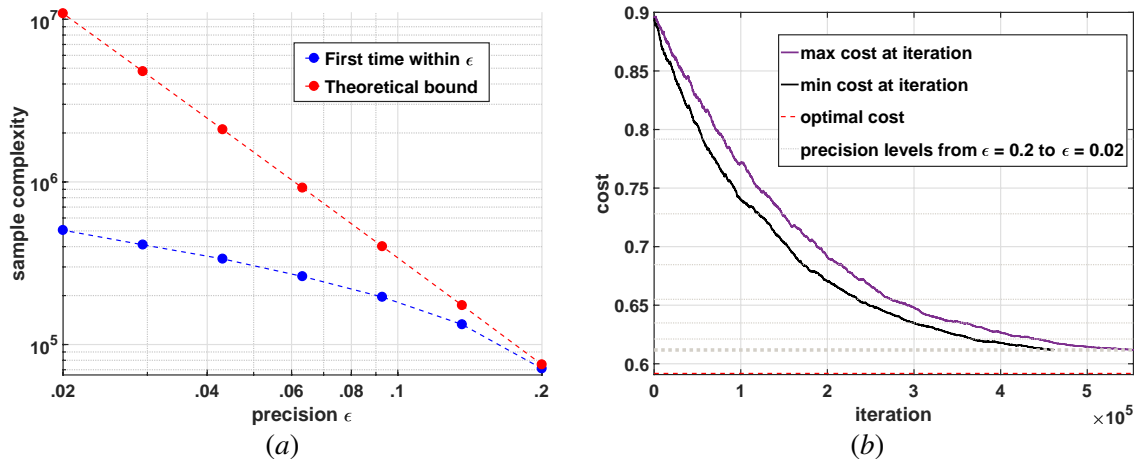 10^7
10^6
10^5
sample complexity
First time within ϵ
Theoretical bound
.02
.04
.06
.08
.1
.2
precision ϵ
(a)
0.9
0.85
0.8
0.75
0.7
0.65
0.6
cost
max cost at iteration
min cost at iteration
optimal cost
precision levels from ϵ = 0.2 to ϵ = 0.02
0
1
2
3
4
5
×10^5
iteration
(b)